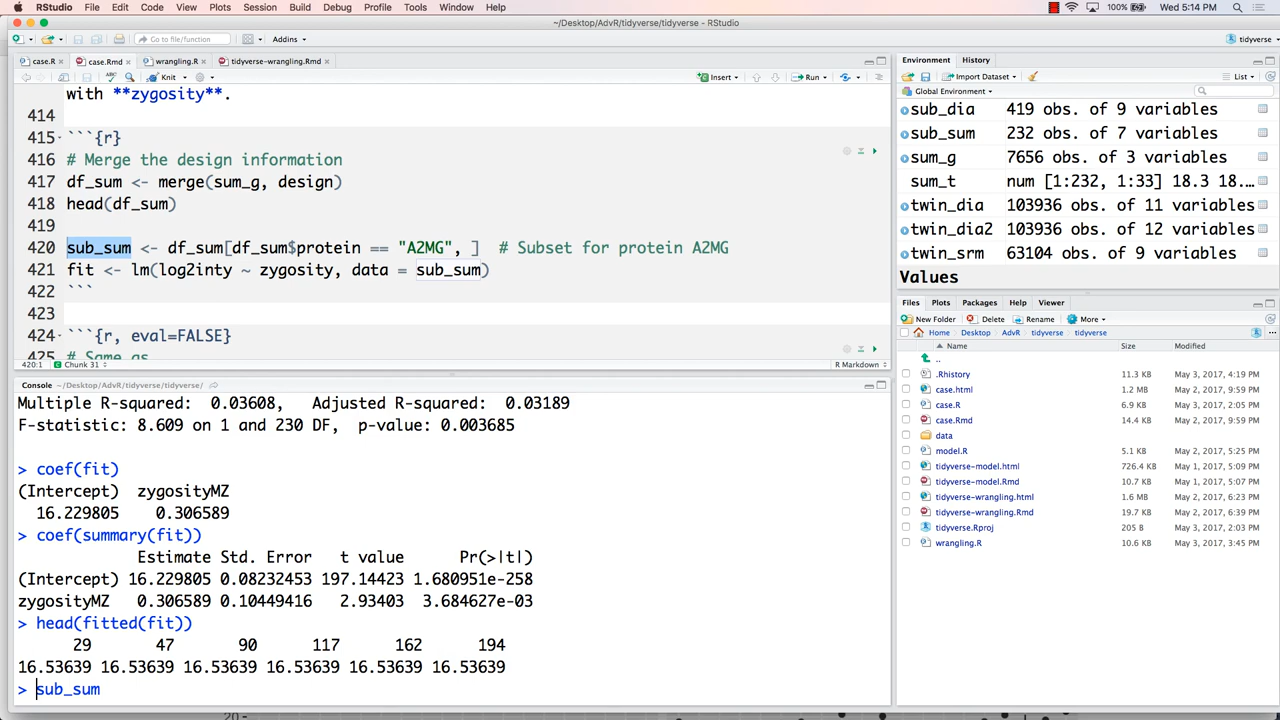 RStudio File Edit Code View Plots Session Build Debug Profile Tools Window Help 100% Wed 5:14 PM
~/Desktop/AdvR/tidyverse/tidyverse - RStudio
Go to file/function Addins tidyverse
case.R case.Rmd wrangling.R tidyverse-wrangling.Rmd
Knit Insert Run
with **zygosity**.
414
415 ```{r}
416 # Merge the design information
417 df_sum <- merge(sum_g, design)
418 head(df_sum)
419
420 sub_sum <- df_sum[df_sum$protein == "A2MG", ] # Subset for protein A2MG
421 fit <- lm(log2inty ~ zygosity, data = sub_sum)
422 ```
423
424 ```{r, eval=FALSE}
425 # Same as
420:1 Chunk 31 R Markdown
Console ~/Desktop/AdvR/tidyverse/tidyverse/
Multiple R-squared: 0.03608, Adjusted R-squared: 0.03189
F-statistic: 8.609 on 1 and 230 DF, p-value: 0.003685
> coef(fit)
(Intercept) zygosityMZ
16.229805 0.306589
> coef(summary(fit))
Estimate Std. Error t value Pr(>|t|)
(Intercept) 16.229805 0.08232453 197.14423 1.680951e-258
zygosityMZ 0.306589 0.10449416 2.93403 3.684627e-03
> head(fitted(fit))
29 47 90 117 162 194
16.53639 16.53639 16.53639 16.53639 16.53639 16.53639
> sub_sum
Environment History
Import Dataset List
Global Environment
sub_dia 419 obs. of 9 variables
sub_sum 232 obs. of 7 variables
sum_g 7656 obs. of 3 variables
sum_t num [1:232, 1:33] 18.3 18....
twin_dia 103936 obs. of 11 variables
twin_dia2 103936 obs. of 9 variables
twin_srm 63104 obs. of 9 variables
Values
Files Plots Packages Help Viewer
New Folder Delete Rename More
Home Desktop AdvR tidyverse tidyverse
Name Size Modified
..
.Rhistory 11.3 KB May 3, 2017, 4:19 PM
case.html 1.2 MB May 2, 2017, 9:59 PM
case.R 6.9 KB May 3, 2017, 2:05 PM
case.Rmd 14.4 KB May 2, 2017, 9:59 PM
data
model.R 5.1 KB May 2, 2017, 5:25 PM
tidyverse-model.html 726.4 KB May 1, 2017, 5:09 PM
tidyverse-model.Rmd 10.7 KB May 1, 2017, 5:07 PM
tidyverse-wrangling.html 1.6 MB May 2, 2017, 6:23 PM
tidyverse-wrangling.Rmd 17.9 KB May 2, 2017, 6:39 PM
tidyverse.Rproj 205 B May 3, 2017, 2:03 PM
wrangling.R 10.6 KB May 3, 2017, 3:45 PM
20